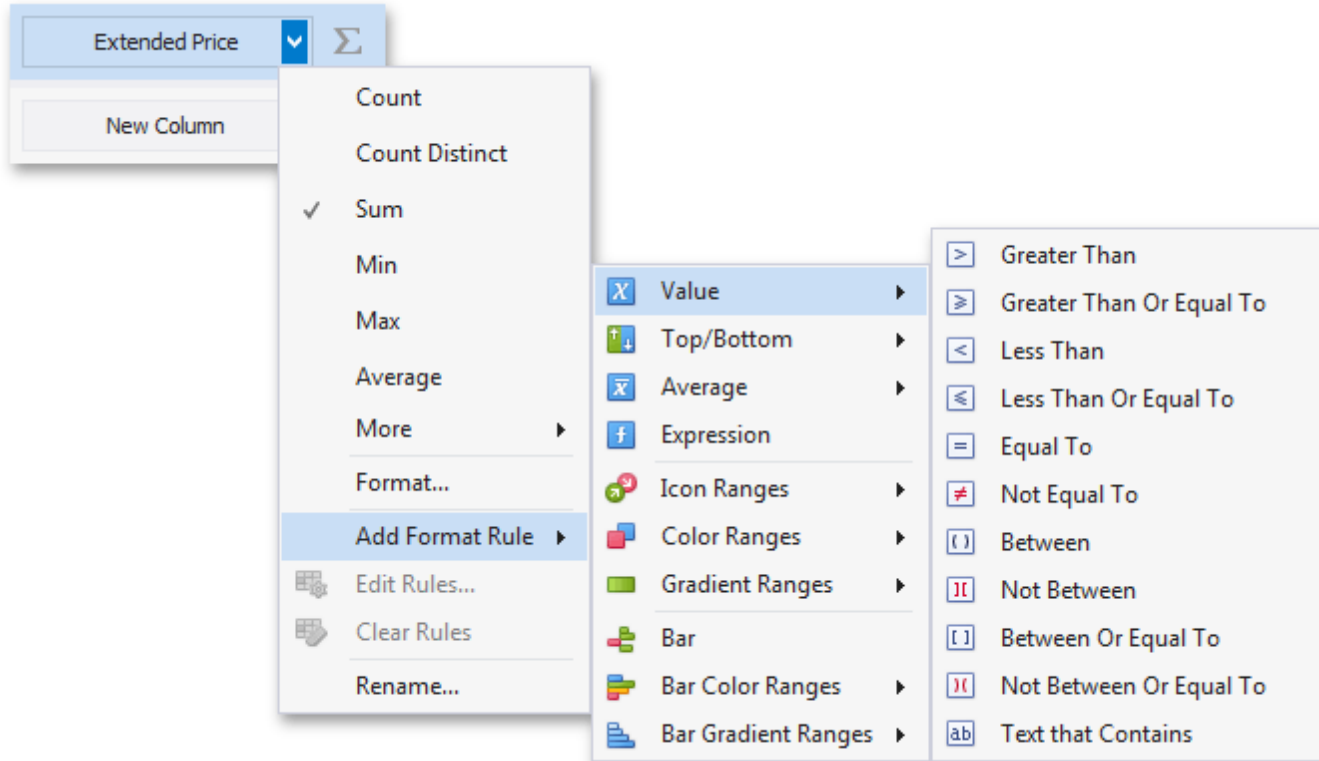 Extended Price Σ
New Column
Count
Count Distinct
Sum
Min
Max
Average
More
Format...
Add Format Rule
Edit Rules...
Clear Rules
Rename...
X Value
Top/Bottom
x̅ Average
f Expression
Icon Ranges
Color Ranges
Gradient Ranges
Bar
Bar Color Ranges
Bar Gradient Ranges
> Greater Than
≥ Greater Than Or Equal To
< Less Than
≤ Less Than Or Equal To
= Equal To
≠ Not Equal To
( ) Between
][ Not Between
[ ] Between Or Equal To
)( Not Between Or Equal To
ab Text that Contains